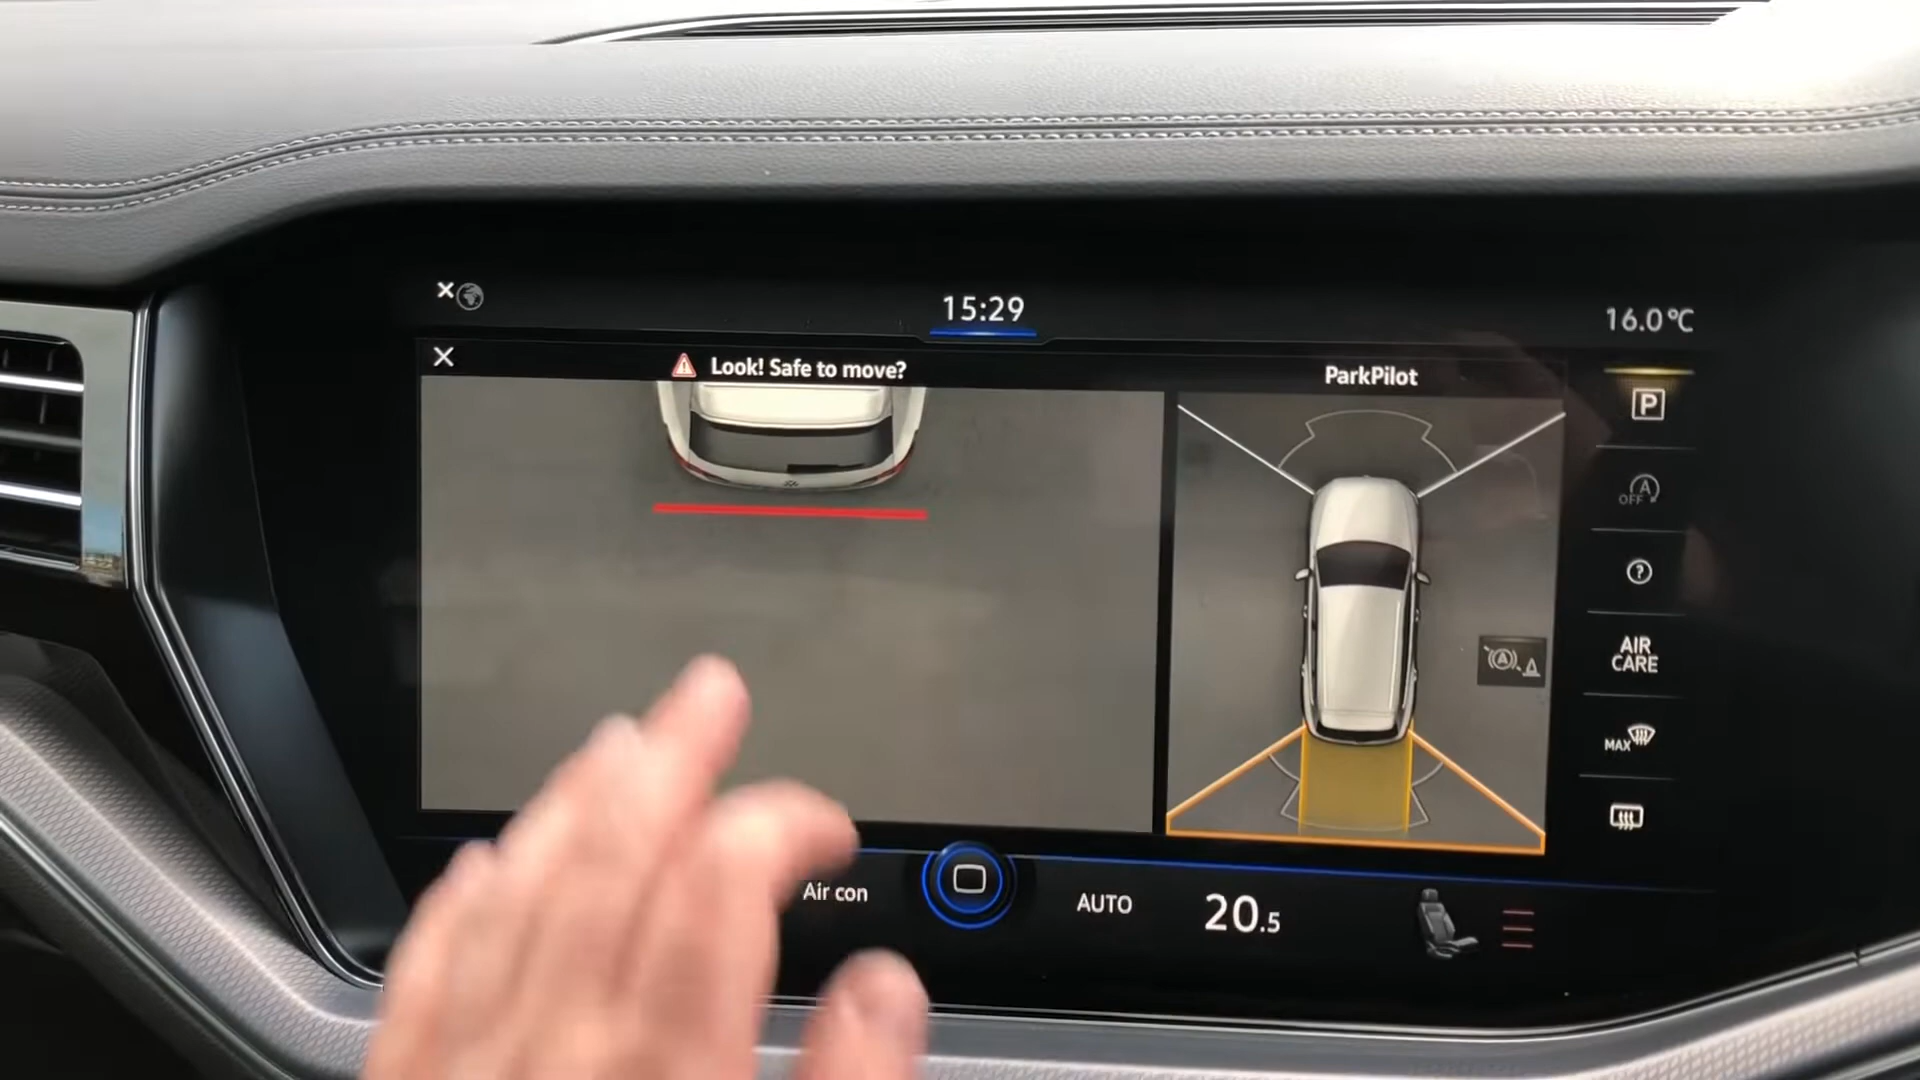 15:29
16.0°C
Look! Safe to move?
ParkPilot
P
A
OFF
?
A
AIR
CARE
MAX
Air con
AUTO
20.5